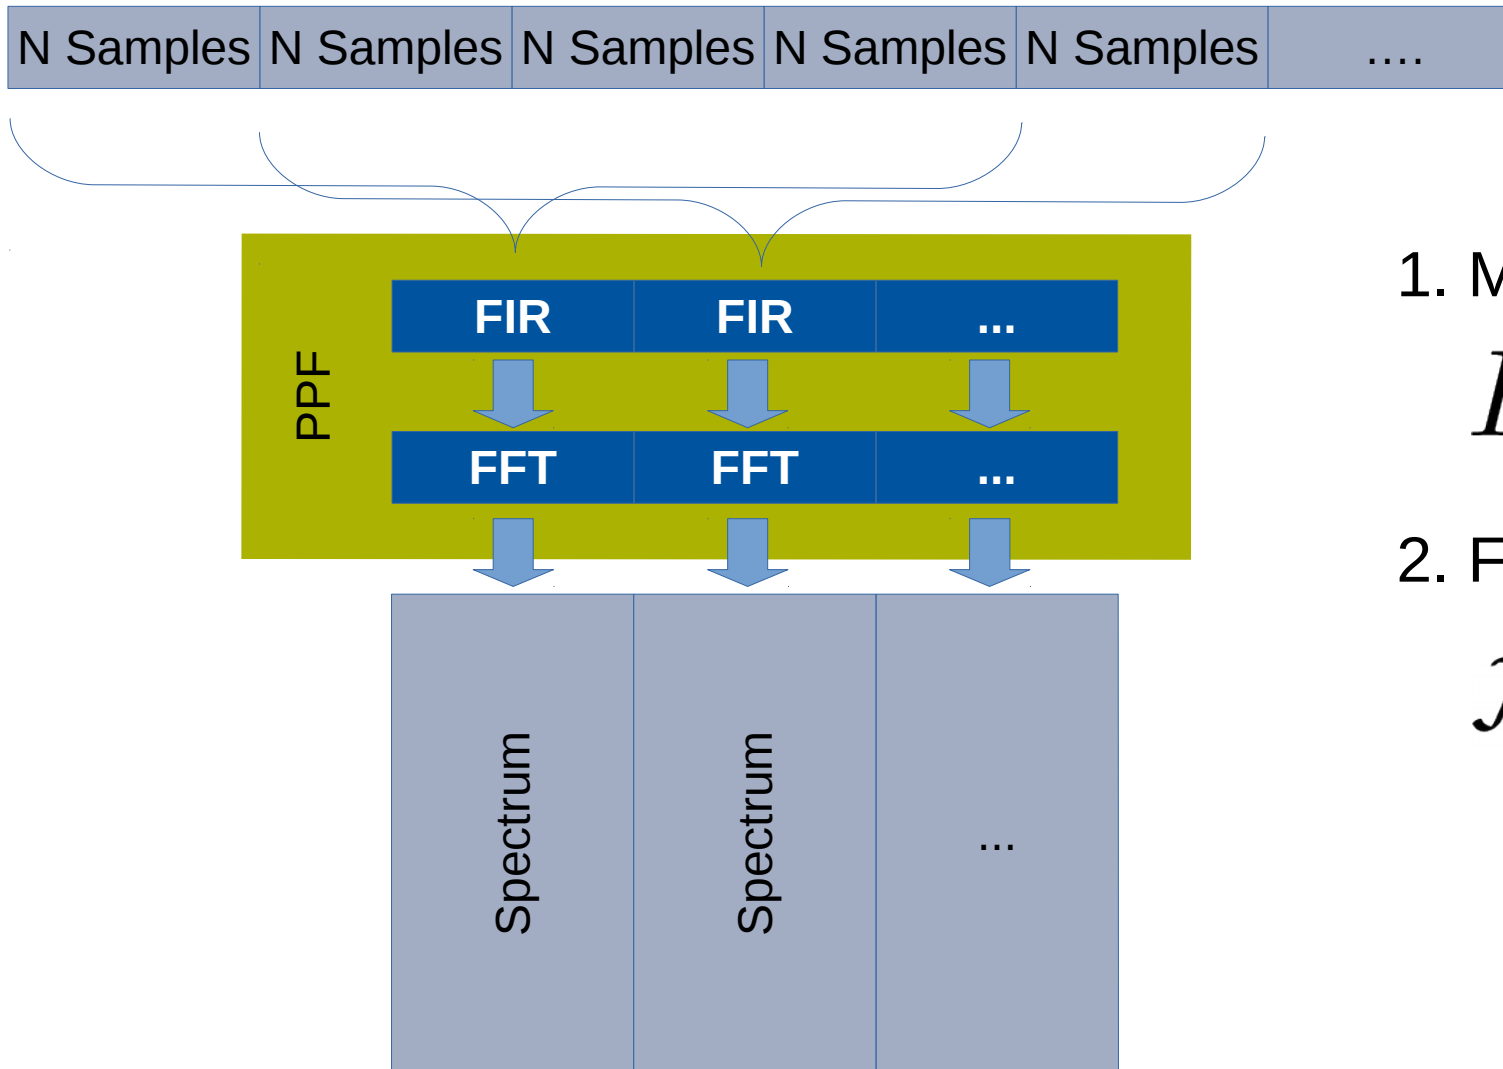 N Samples N Samples N Samples N Samples N Samples ....
PPF
FIR FIR ...
FFT FFT ...
Spectrum Spectrum ...
1. M
2. F